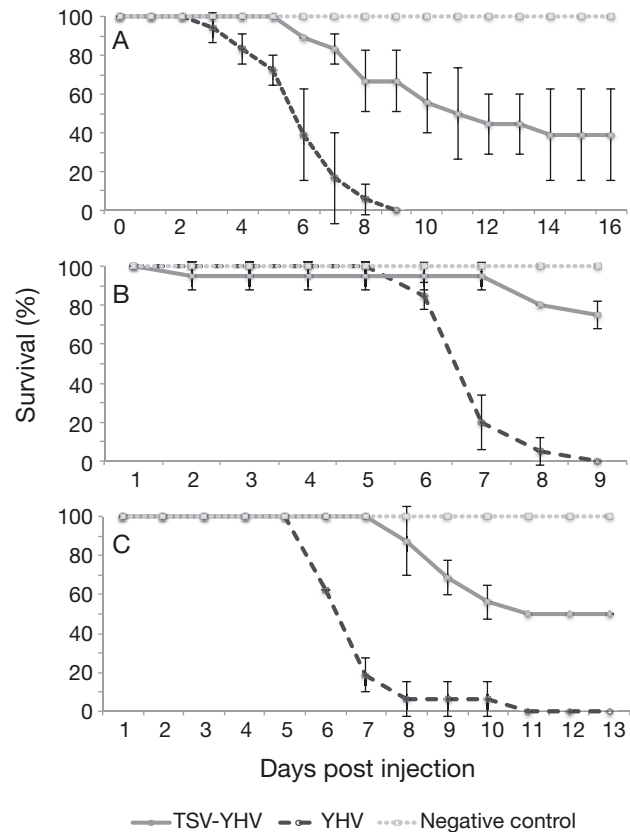 100
80
60
40
20
0
A
0 2 4 6 8 10 12 14 16
100
80
60
40
20
0
B
1 2 3 4 5 6 7 8 9
100
80
60
40
20
0
C
1 2 3 4 5 6 7 8 9 10 11 12 13
Survival (%)
Days post injection
TSV-YHV YHV Negative control